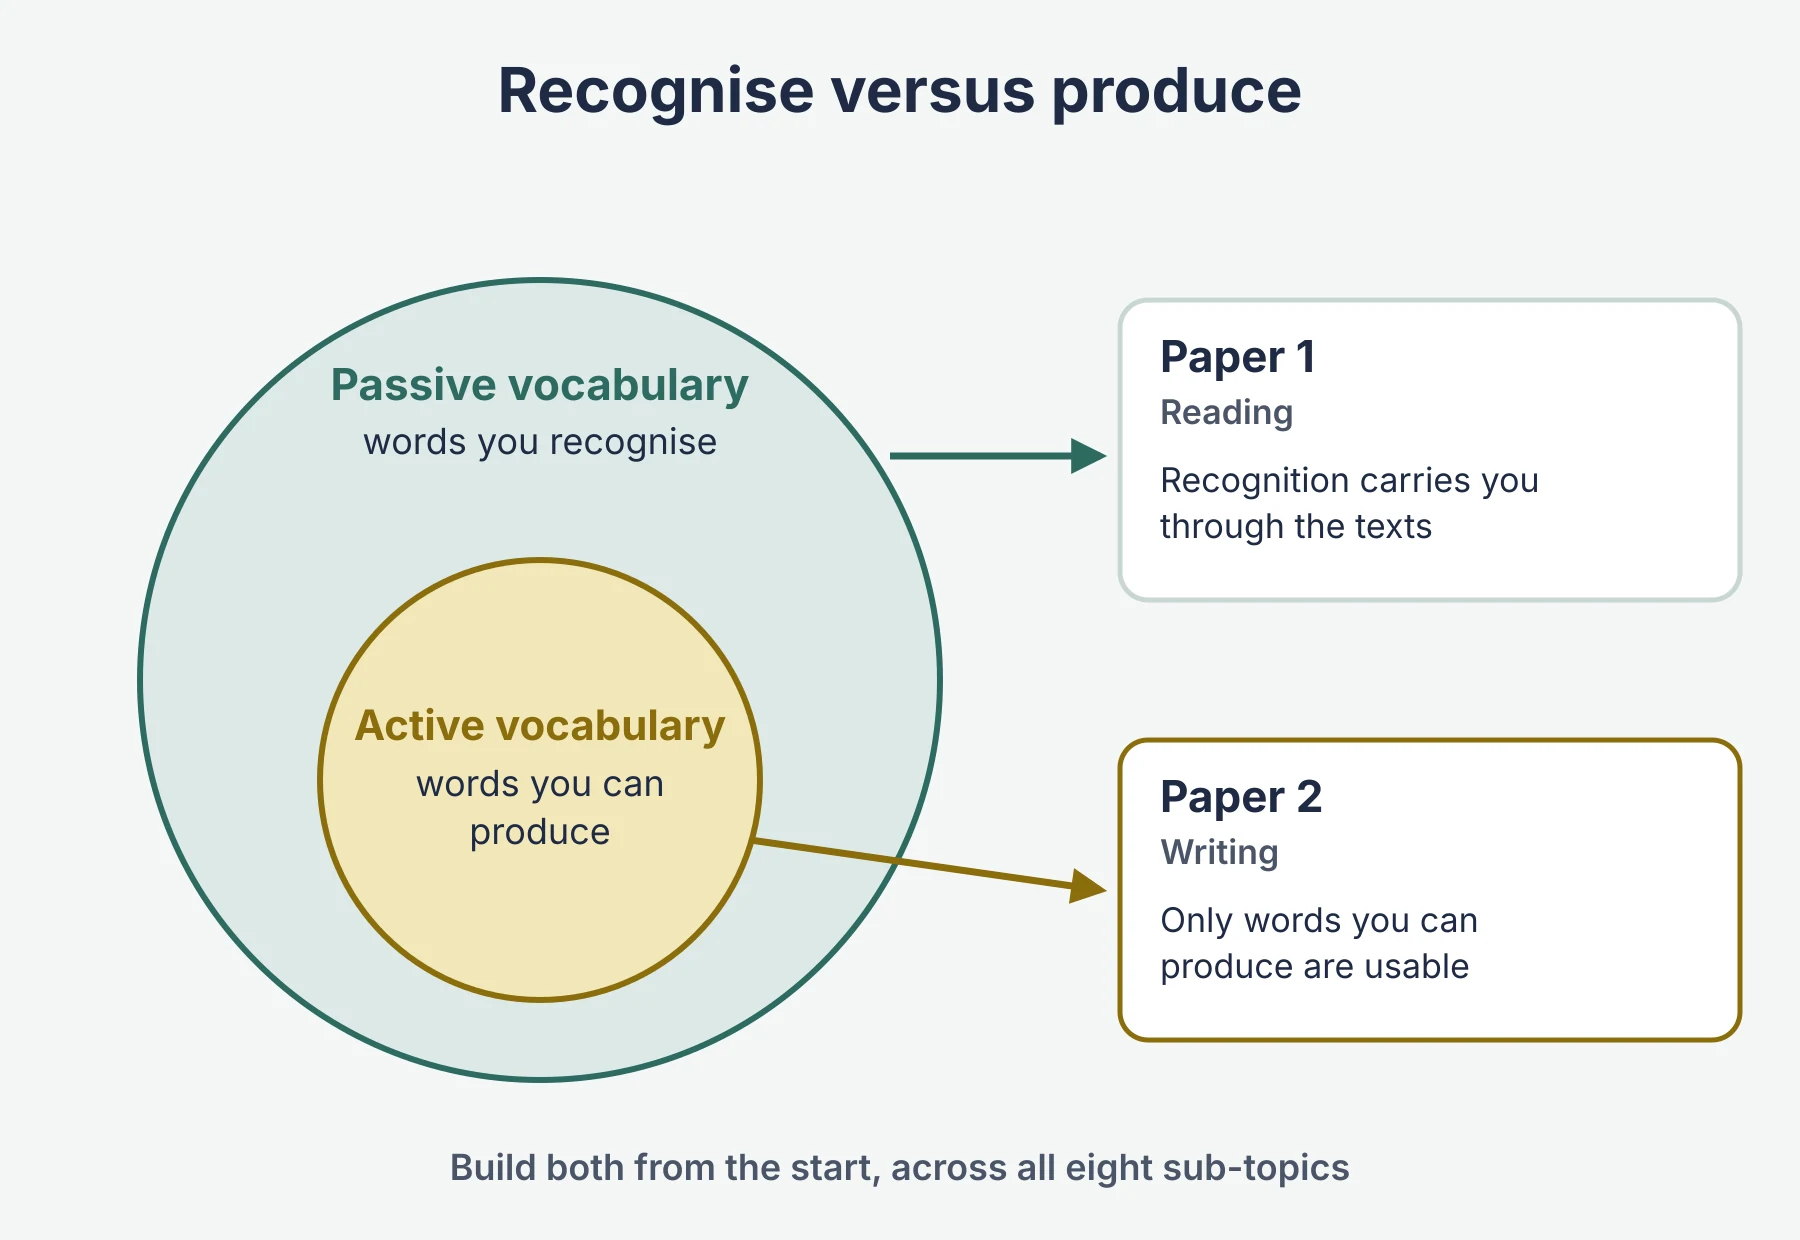 Recognise versus produce
Passive vocabulary
words you recognise
Active vocabulary
words you can
produce
Paper 1
Reading
Recognition carries you
through the texts
Paper 2
Writing
Only words you can
produce are usable
Build both from the start, across all eight sub-topics